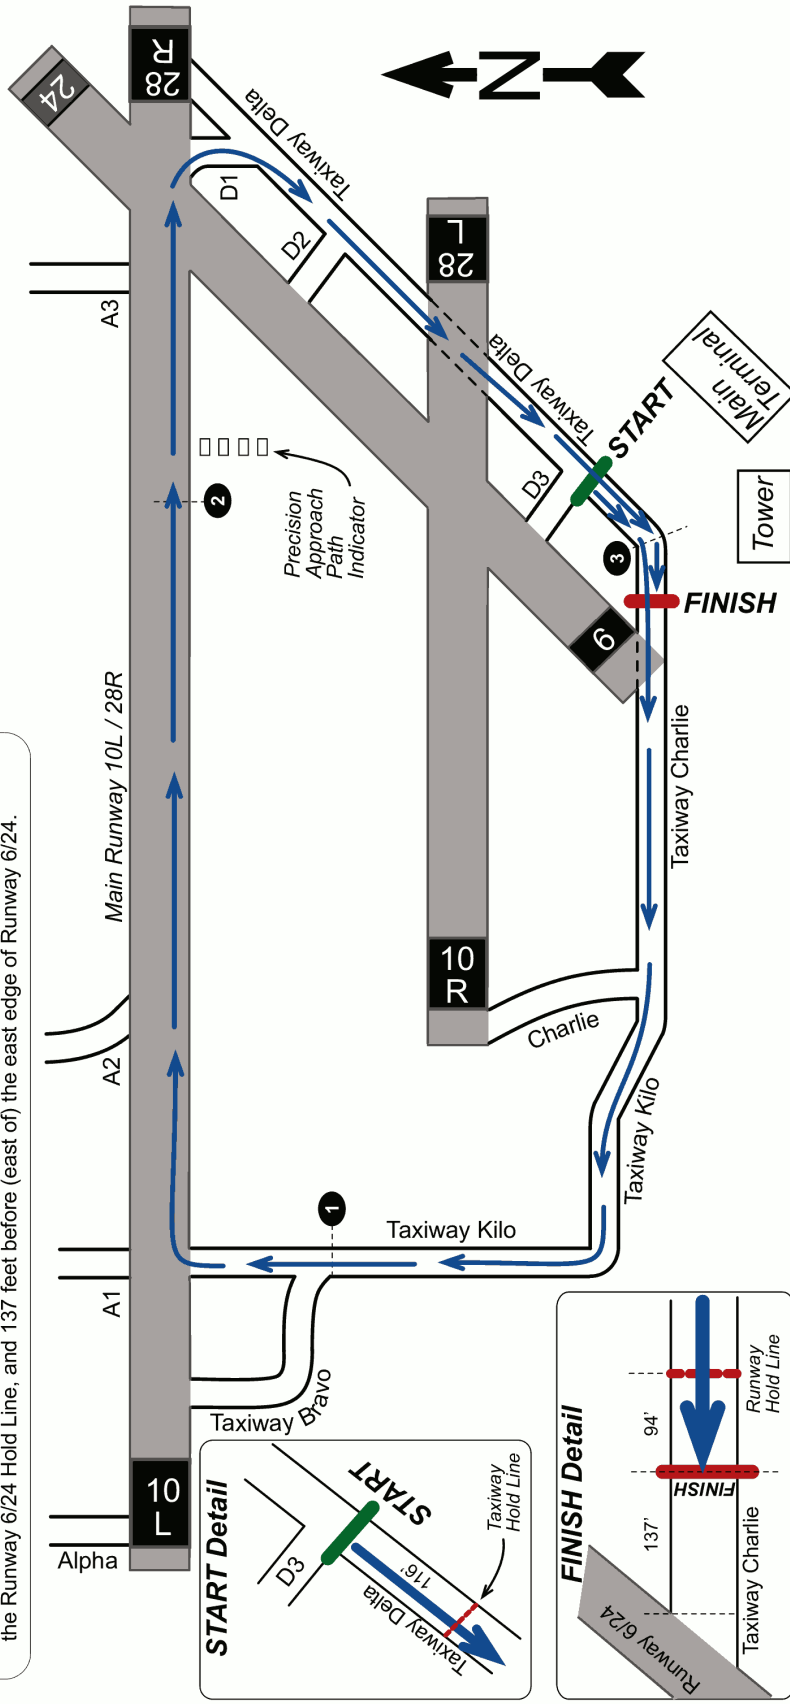 the Runway 6/24 Hold Line, and 137 feet before (east of) the east edge of Runway 6/24.
24
28
R
N
Taxiway Delta
D1
D2
A3
28
L
Taxiway Delta
START
Main
Terminal
D3
Tower
2
Precision
Approach
Path
Indicator
3
FINISH
6
Main Runway 10L / 28R
Taxiway Charlie
10
R
Charlie
A2
Taxiway Kilo
1
Taxiway Kilo
A1
Taxiway Bravo
10
L
Alpha
START Detail
START
D3
116'
Taxiway Delta
Taxiway
Hold Line
FINISH Detail
137'
94'
FINISH
Runway
Hold Line
Taxiway Charlie
Runway 6/24